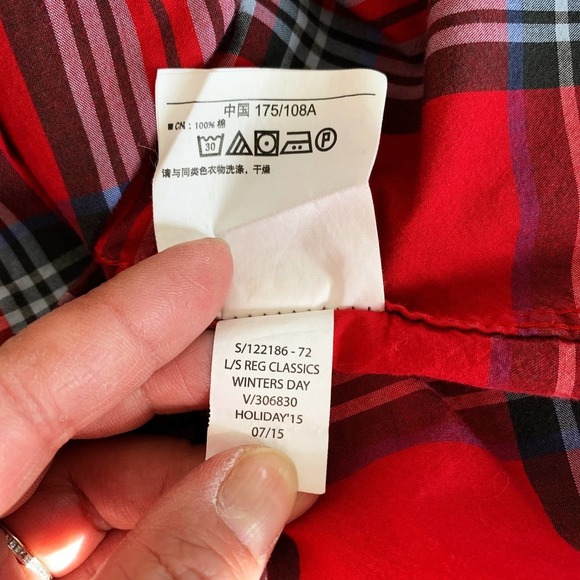 中国 175/108A
■CN: 100% 棉
30 P
请与同类色衣物洗涤, 干燥
S/122186 - 72
L/S REG CLASSICS
WINTERS DAY
V/306830
HOLIDAY'15
07/15